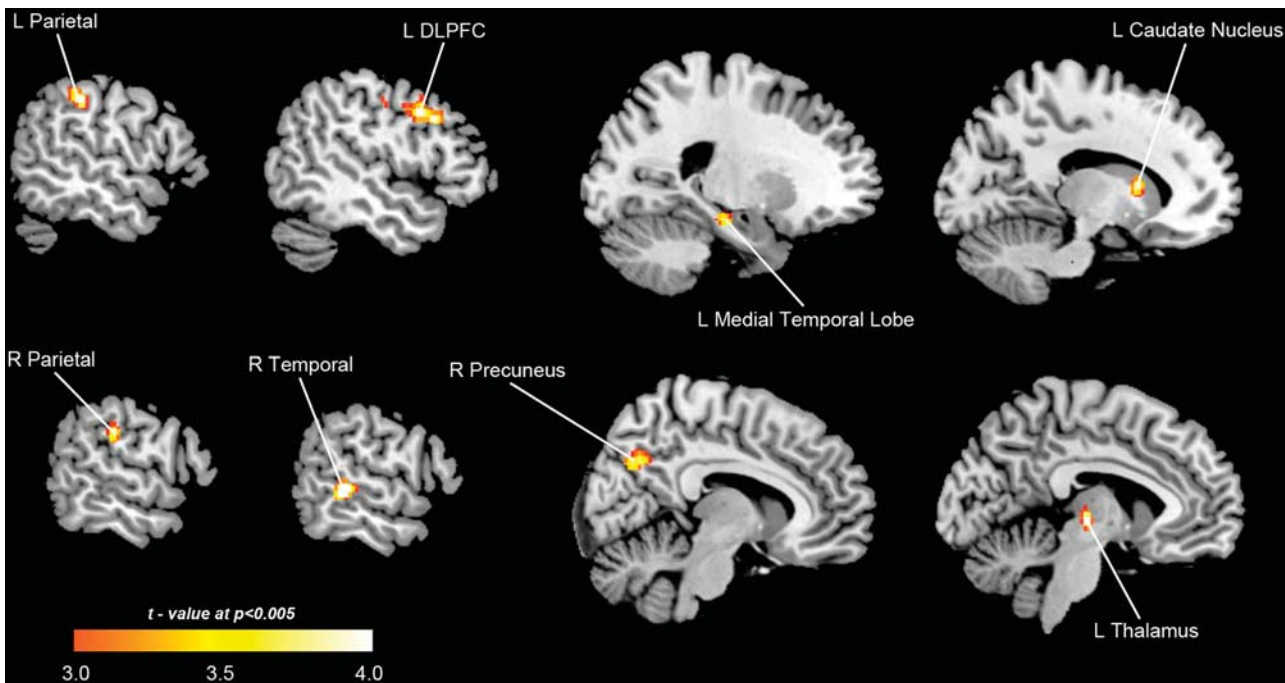 L Parietal
L DLPFC
L Caudate Nucleus
L Medial Temporal Lobe
R Parietal
R Temporal
R Precuneus
L Thalamus
t - value at p<0.005
3.0
3.5
4.0